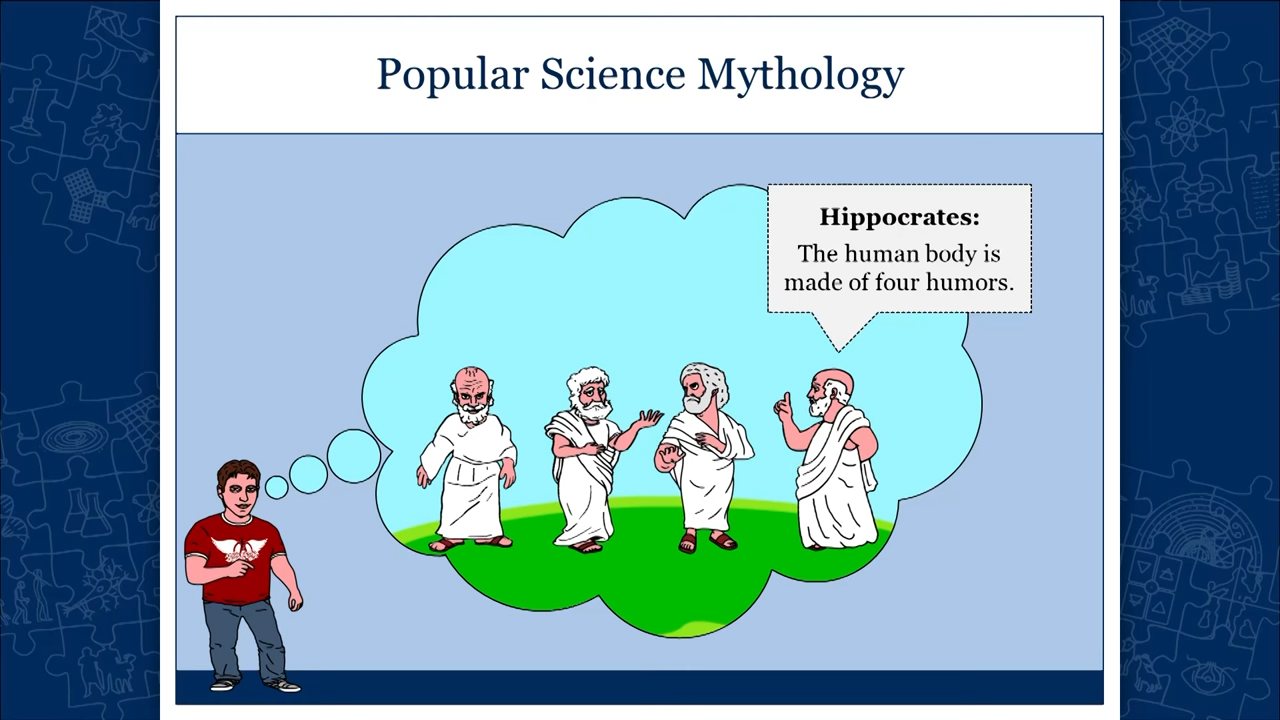 Popular Science Mythology
Hippocrates:
The human body is
made of four humors.